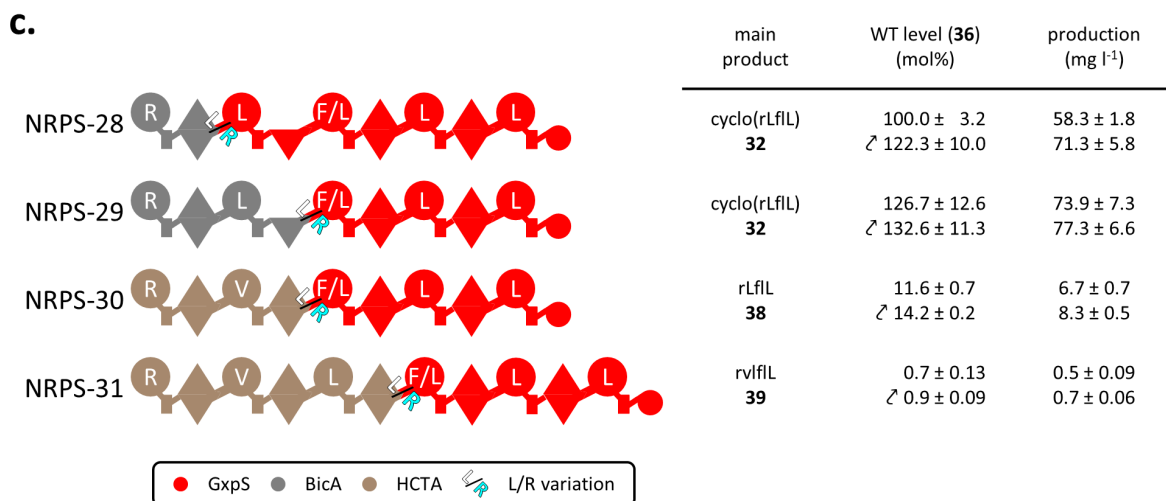 c.
main product
WT level (36) (mol%)
production (mg l-1)
NRPS-28
R
L
F/L
L
L
L
R
cyclo(rLflL)
32
100.0 ± 3.2
122.3 ± 10.0
58.3 ± 1.8
71.3 ± 5.8
NRPS-29
R
L
F/L
L
L
L
R
cyclo(rLflL)
32
126.7 ± 12.6
132.6 ± 11.3
73.9 ± 7.3
77.3 ± 6.6
NRPS-30
R
V
F/L
L
L
L
R
rLflL
38
11.6 ± 0.7
14.2 ± 0.2
6.7 ± 0.7
8.3 ± 0.5
NRPS-31
R
V
L
F/L
L
L
L
R
rvlflL
39
0.7 ± 0.13
0.9 ± 0.09
0.5 ± 0.09
0.7 ± 0.06
GxpS
BicA
HCTA
L/R
L/R variation